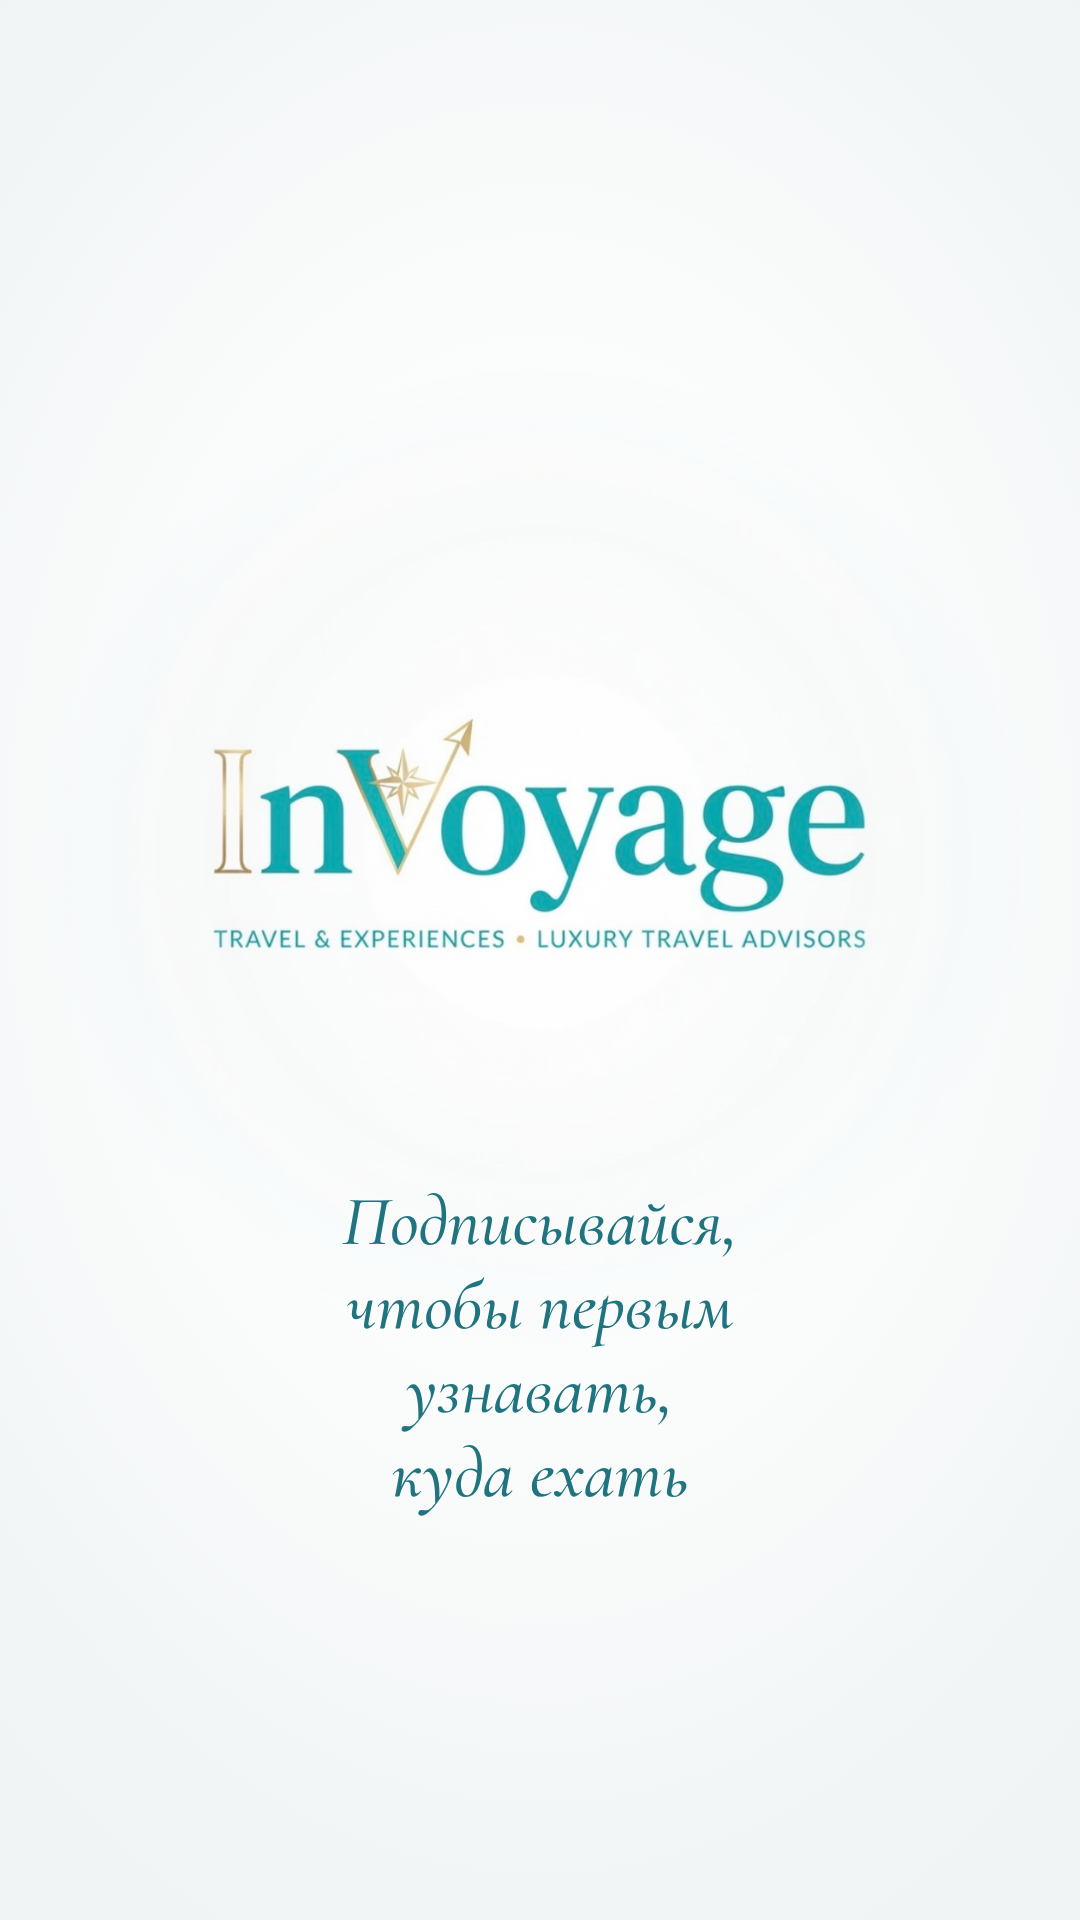 InVoyage
TRAVEL & EXPERIENCES • LUXURY TRAVEL ADVISORS
Подписывайся,
чтобы первым
узнавать,
куда ехать